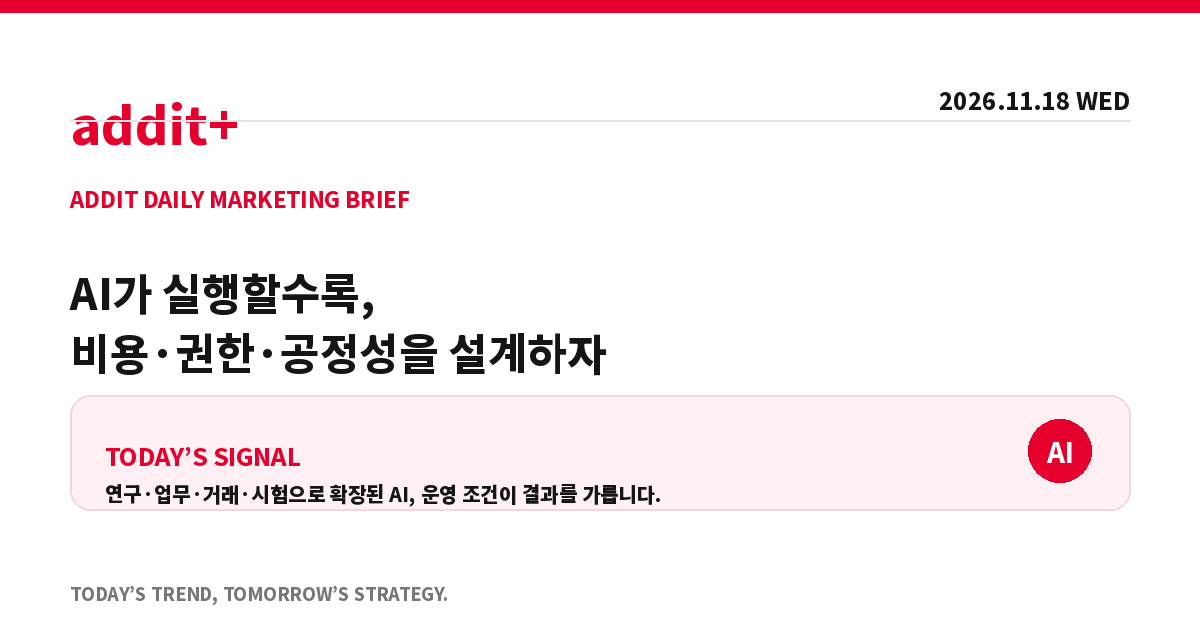 addit+
2026.11.18 WED
ADDIT DAILY MARKETING BRIEF
AI가 실행할수록,
비용·권한·공정성을 설계하자
TODAY’S SIGNAL
AI
연구·업무·거래·시험으로 확장된 AI, 운영 조건이 결과를 가릅니다.
TODAY’S TREND, TOMORROW’S STRATEGY.